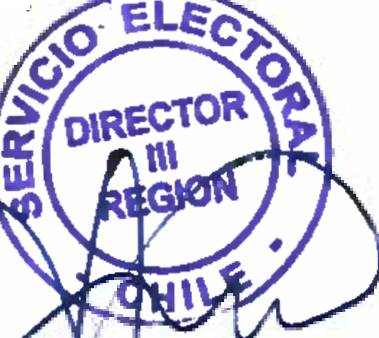 SERVICIO ELECTORAL
DIRECTOR
III
REGION
CHILE